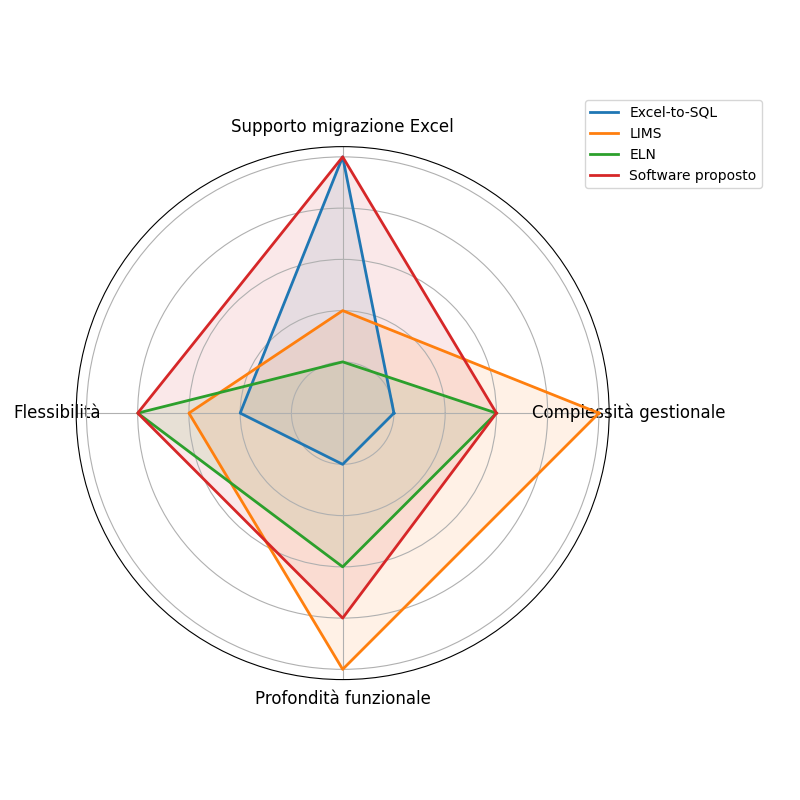 Excel-to-SQL
LIMS
ELN
Software proposto
Supporto migrazione Excel
Flessibilità
Complessità gestionale
Profondità funzionale